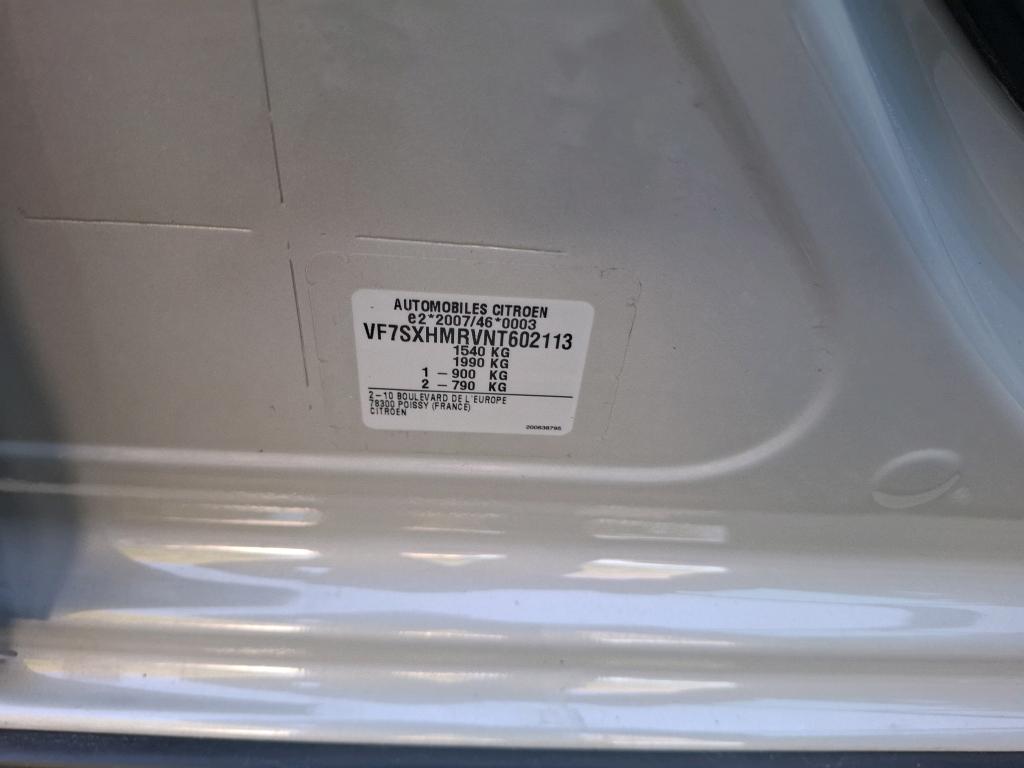 AUTOMOBILES CITROEN
e2*2007/46*0003
VF7SXHMRVNT602113
1540 KG
1990 KG
1 – 900 KG
2 – 790 KG
2–10 BOULEVARD DE L'EUROPE
78300 POISSY (FRANCE)
CITROEN
200638795